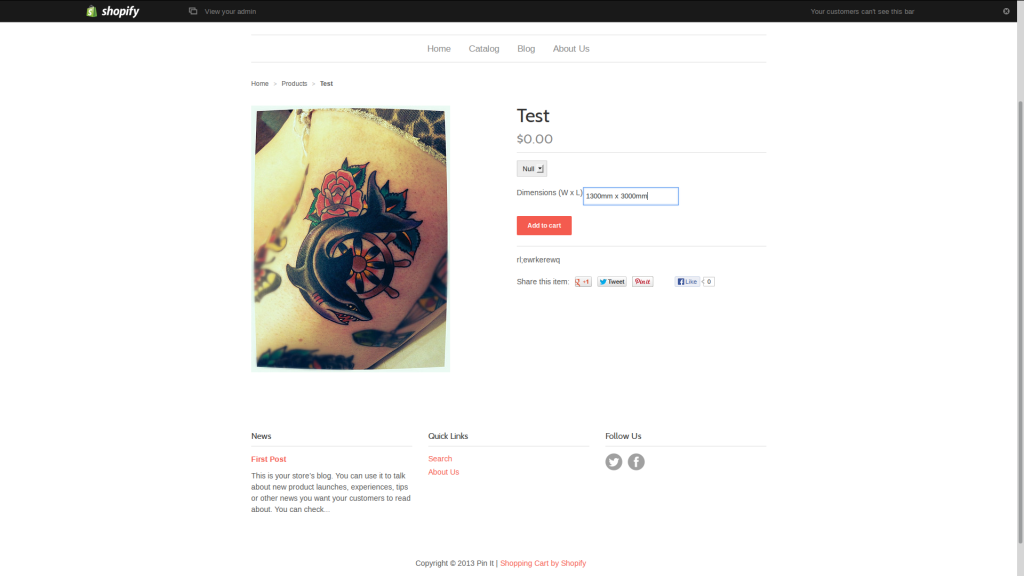 shopify
View your admin
Your customers can't see this bar
Home Catalog Blog About Us
Home > Products > Test
Test
$0.00
Null
Dimensions (W x L) 1300mm x 3000mm
Add to cart
rl;ewrkerewq
Share this item: +1 Tweet Pin it Like 0
News
First Post
This is your store's blog. You can use it to talk
about new product launches, experiences, tips
or other news you want your customers to read
about. You can check...
Quick Links
Search
About Us
Follow Us
Copyright © 2013 Pin It | Shopping Cart by Shopify